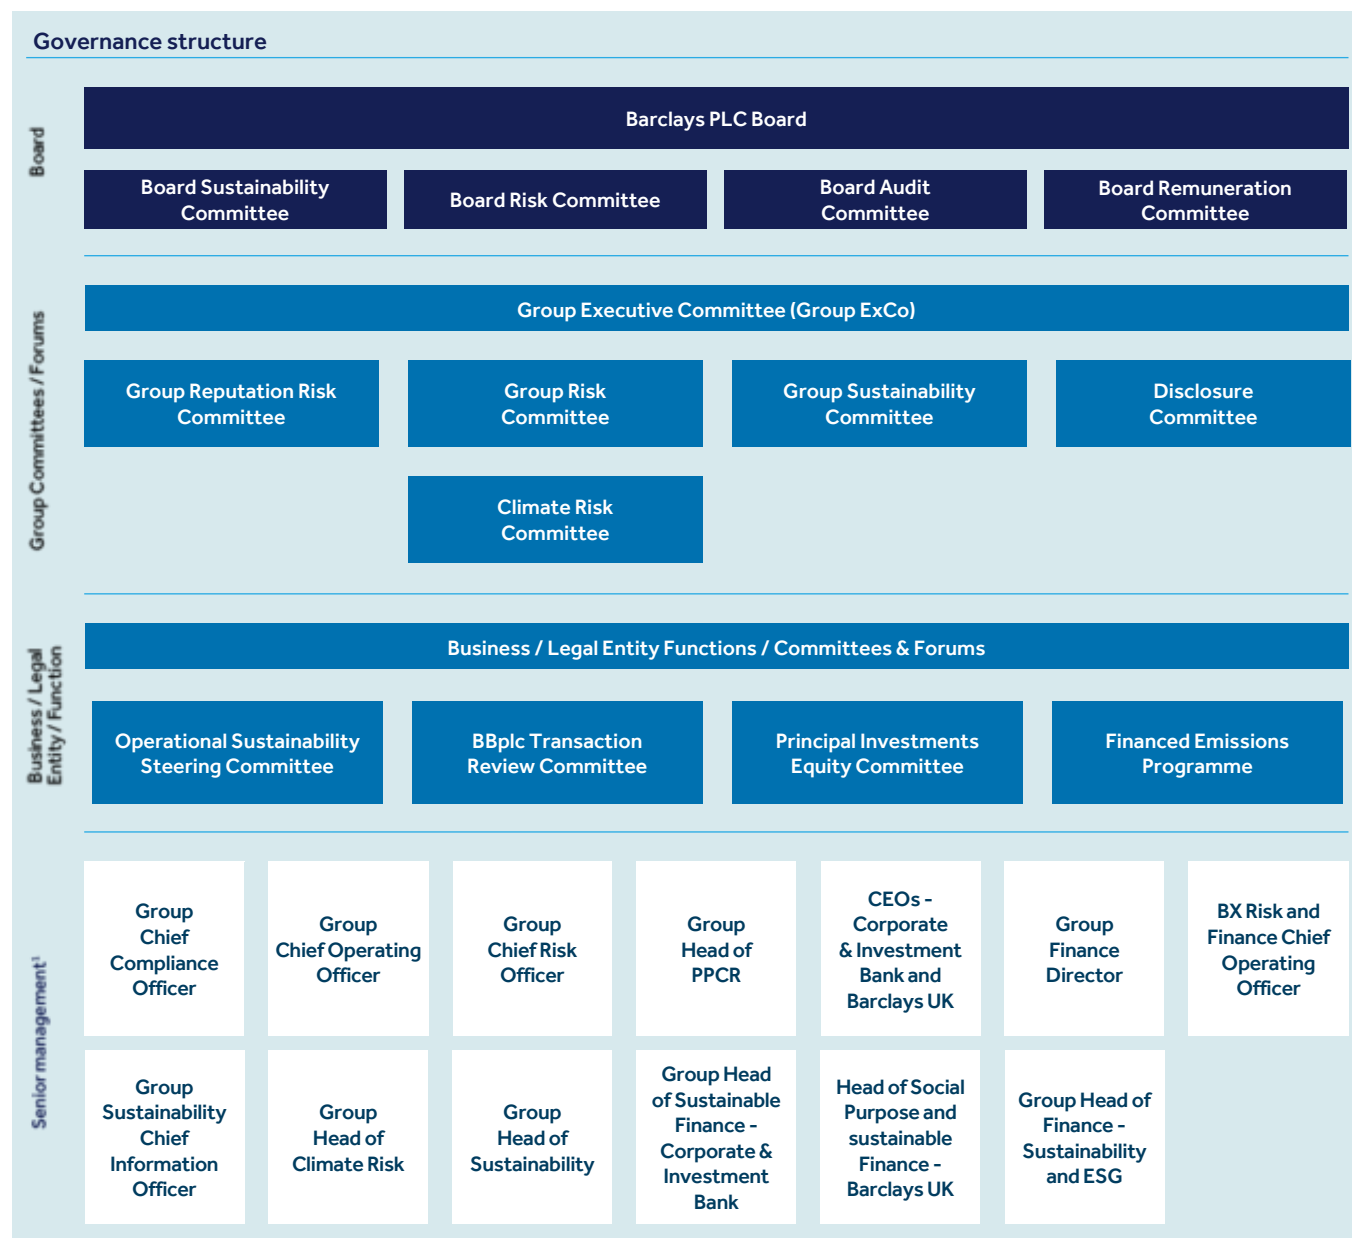 Governance structure
Board
Barclays PLC Board
Board Sustainability
Committee
Board Risk Committee
Board Audit
Committee
Board Remuneration
Committee
Group Committees / Forums
Group Executive Committee (Group ExCo)
Group Reputation Risk
Committee
Group Risk
Committee
Group Sustainability
Committee
Disclosure
Committee
Climate Risk
Committee
Business / Legal
Entity / Function
Business / Legal Entity Functions / Committees & Forums
Operational Sustainability
Steering Committee
BBplc Transaction
Review Committee
Principal Investments
Equity Committee
Financed Emissions
Programme
Senior management¹
Group
Chief
Compliance
Officer
Group
Chief Operating
Officer
Group
Chief Risk
Officer
Group
Head of
PPCR
CEOs -
Corporate
& Investment
Bank and
Barclays UK
Group
Finance
Director
BX Risk and
Finance Chief
Operating
Officer
Group
Sustainability
Chief
Information
Officer
Group
Head of
Climate Risk
Group
Head of
Sustainability
Group Head
of Sustainable
Finance -
Corporate &
Investment
Bank
Head of Social
Purpose and
sustainable
Finance -
Barclays UK
Group Head of
Finance -
Sustainability
and ESG